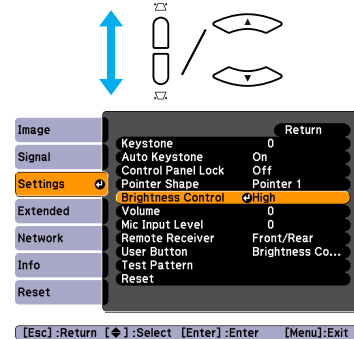 Image
Signal
Settings
Extended
Network
Info
Reset
Return
Keystone 0
Auto Keystone On
Control Panel Lock Off
Pointer Shape Pointer 1
Brightness Control High
Volume 0
Mic Input Level 0
Remote Receiver Front/Rear
User Button Brightness Co...
Test Pattern
Reset
[Esc] :Return [◆] :Select [Enter] :Enter [Menu] :Exit